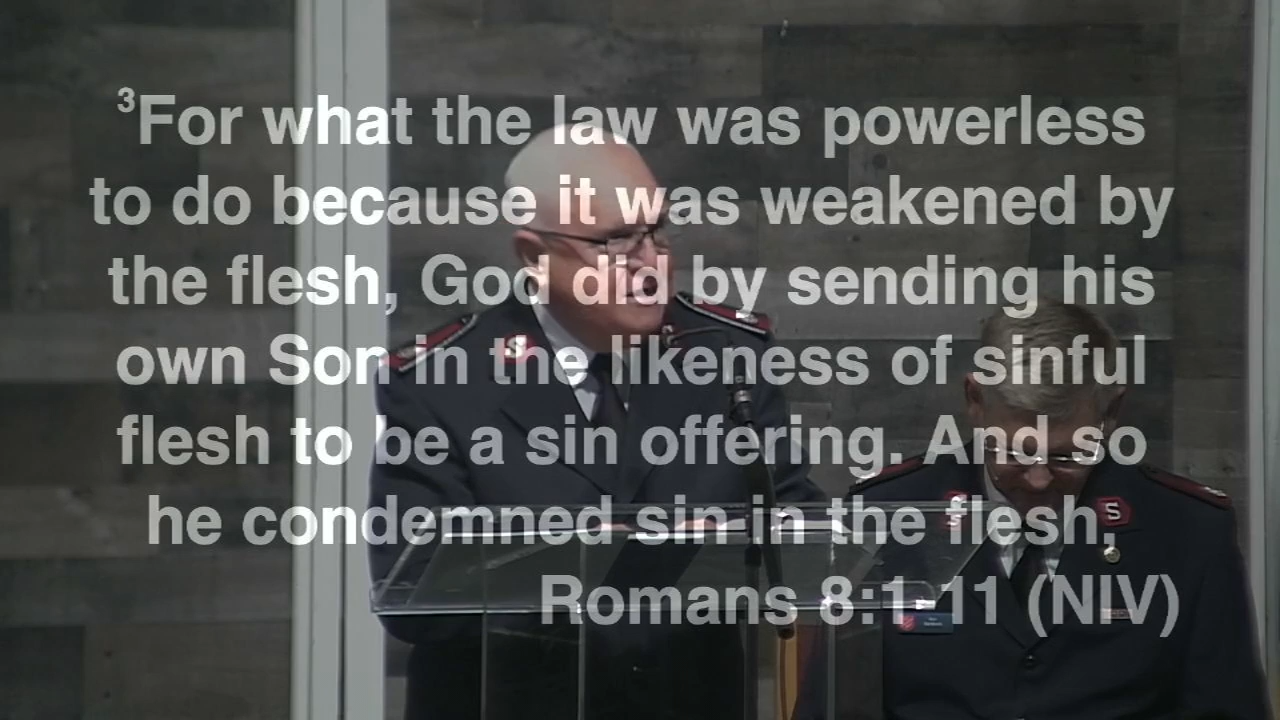 ³For what the law was powerless
to do because it was weakened by
the flesh, God did by sending his
own Son in the likeness of sinful
flesh to be a sin offering. And so
he condemned sin in the flesh,
Romans 8:1-11 (NIV)
S
S
S